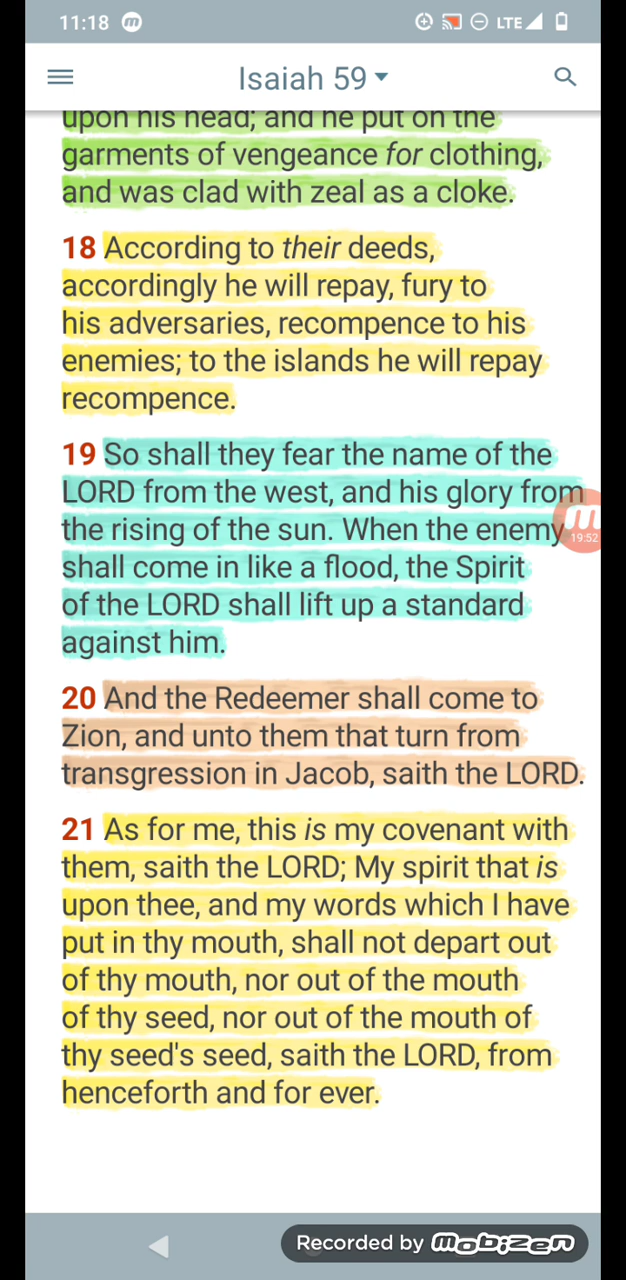 11:18 m LTE
Isaiah 59
upon his head; and he put on the
garments of vengeance for clothing,
and was clad with zeal as a cloke.
18 According to their deeds,
accordingly he will repay, fury to
his adversaries, recompence to his
enemies; to the islands he will repay
recompence.
19 So shall they fear the name of the
LORD from the west, and his glory from
the rising of the sun. When the enemy
m
19:52
shall come in like a flood, the Spirit
of the LORD shall lift up a standard
against him.
20 And the Redeemer shall come to
Zion, and unto them that turn from
transgression in Jacob, saith the LORD.
21 As for me, this is my covenant with
them, saith the LORD; My spirit that is
upon thee, and my words which I have
put in thy mouth, shall not depart out
of thy mouth, nor out of the mouth
of thy seed, nor out of the mouth of
thy seed's seed, saith the LORD, from
henceforth and for ever.
Recorded by mobizen